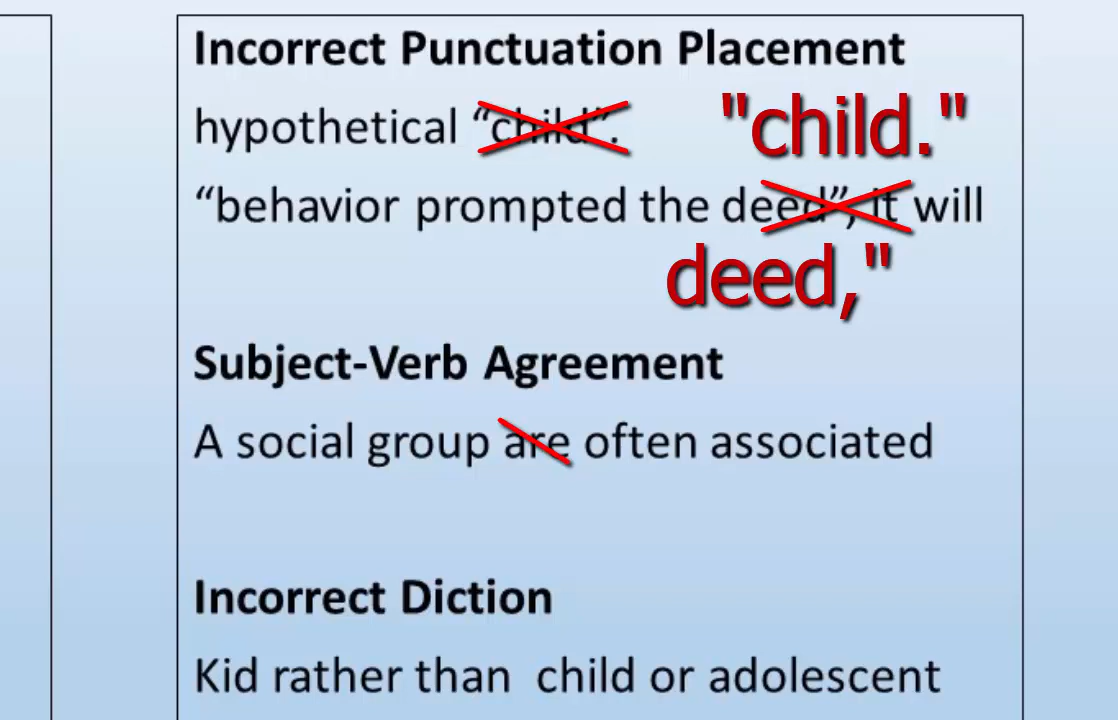 Incorrect Punctuation Placement
hypothetical “child”.
"child."
“behavior prompted the deed”, it will
deed,"
Subject-Verb Agreement
A social group are often associated
Incorrect Diction
Kid rather than  child or adolescent